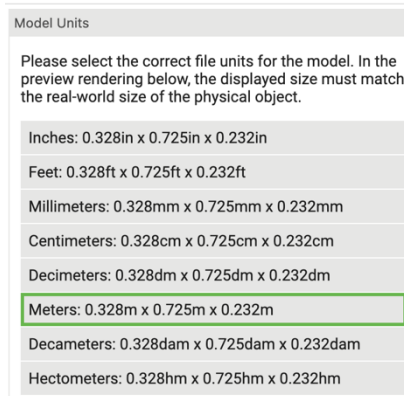 Model Units
Please select the correct file units for the model. In the
preview rendering below, the displayed size must match
the real-world size of the physical object.
Inches: 0.328in x 0.725in x 0.232in
Feet: 0.328ft x 0.725ft x 0.232ft
Millimeters: 0.328mm x 0.725mm x 0.232mm
Centimeters: 0.328cm x 0.725cm x 0.232cm
Decimeters: 0.328dm x 0.725dm x 0.232dm
Meters: 0.328m x 0.725m x 0.232m
Decameters: 0.328dam x 0.725dam x 0.232dam
Hectometers: 0.328hm x 0.725hm x 0.232hm